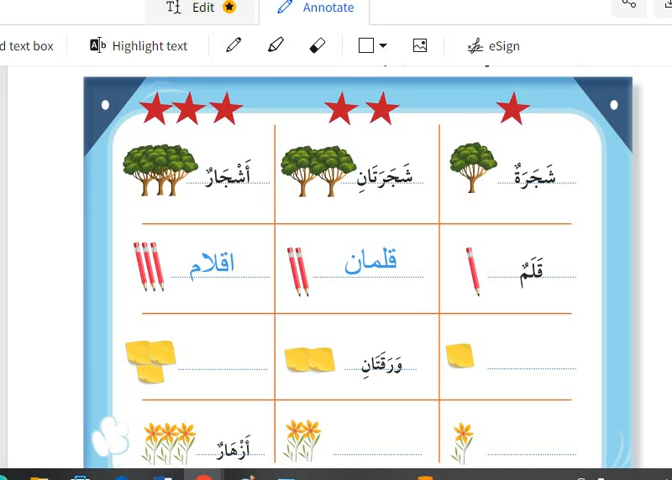 Edit
Annotate
d text box
Highlight text
eSign
شَجَرَةٌ شَجَرَتَانِ أَشْجَارٌ
قَلَمٌ قلمان اقلام
وَرَقَتَانِ
أَزْهَارٌ